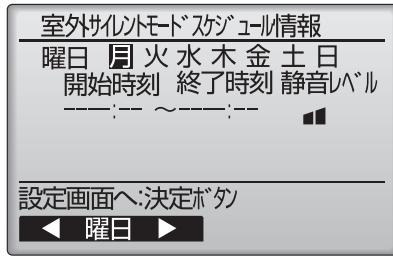 室外ｻｲﾚﾝﾄﾓｰﾄﾞｽｹｼﾞｭｰﾙ情報
曜日 月 火 水 木 金 土 日
開始時刻 終了時刻 静音ﾚﾍﾞﾙ
--:-- ～--:--
設定画面へ:決定ﾎﾞﾀﾝ
◀ 曜日 ▶